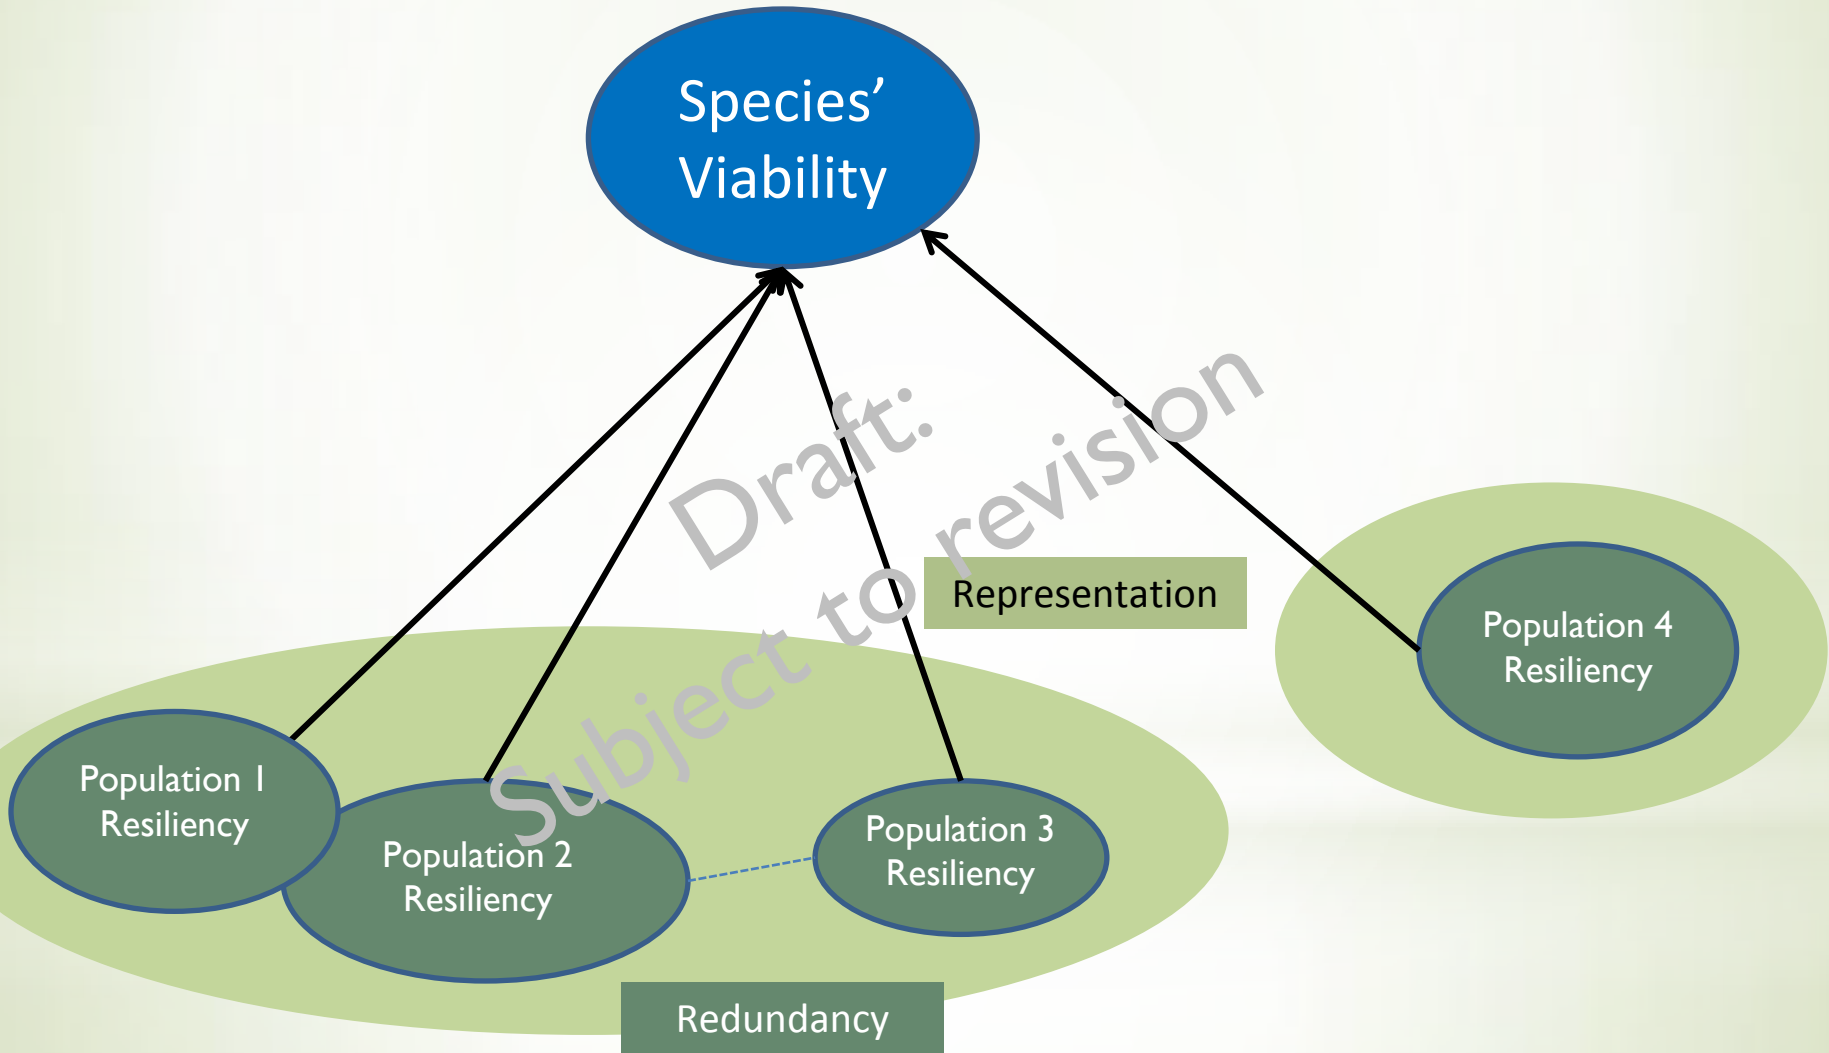 Species’
Viability
Draft:
Subject to revision
Representation
Population 4
Resiliency
Population 1
Resiliency
Population 2
Resiliency
Population 3
Resiliency
Redundancy